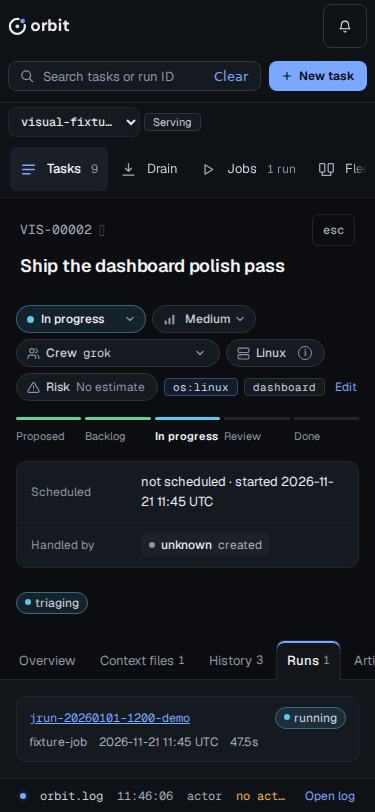 orbit
Search tasks or run ID Clear
+ New task
visual-fixtu… Serving
Tasks 9 Drain Jobs 1 run Fle
VIS-00002 esc
Ship the dashboard polish pass
In progress Medium
Crew grok Linux
Risk No estimate os:linux dashboard Edit
Proposed Backlog In progress Review Done
Scheduled not scheduled · started 2026-11-
21 11:45 UTC
Handled by unknown created
triaging
Overview Context files 1 History 3 Runs 1 Arti
jrun-20260101-1200-demo running
fixture-job 2026-11-21 11:45 UTC 47.5s
orbit.log 11:46:06 actor no act… Open log